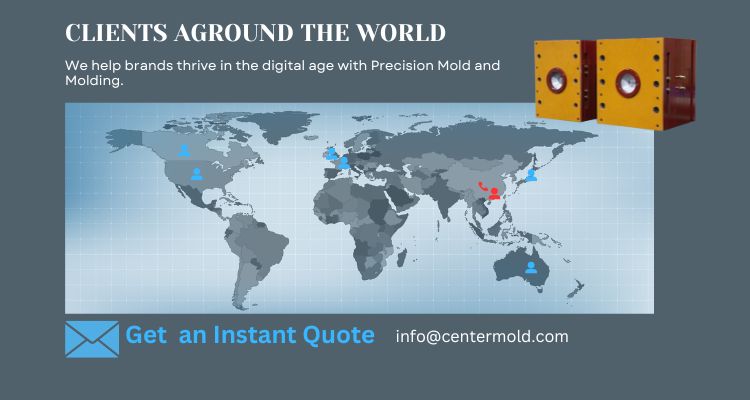 CLIENTS AGROUND THE WORLD
We help brands thrive in the digital age with Precision Mold and
Molding.
Get an Instant Quote
info@centermold.com